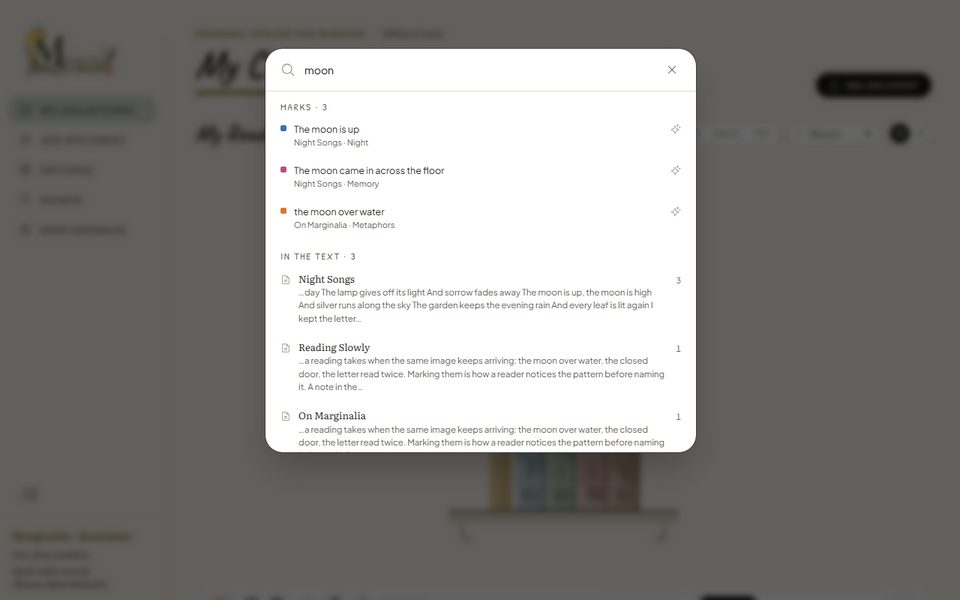 moon
MARKS · 3
The moon is up
Night Songs · Night
The moon came in across the floor
Night Songs · Memory
the moon over water
On Marginalia · Metaphors
IN THE TEXT · 3
Night Songs 3
…day The lamp gives off its light And sorrow fades away The moon is up, the moon is high
And silver runs along the sky The garden keeps the evening rain And every leaf is lit again I
kept the letter…
Reading Slowly 1
…a reading takes when the same image keeps arriving: the moon over water, the closed
door, the letter read twice. Marking them is how a reader notices the pattern before naming
it. A note in the…
On Marginalia 1
…a reading takes when the same image keeps arriving: the moon over water, the closed
door, the letter read twice. Marking them is how a reader notices the pattern before naming